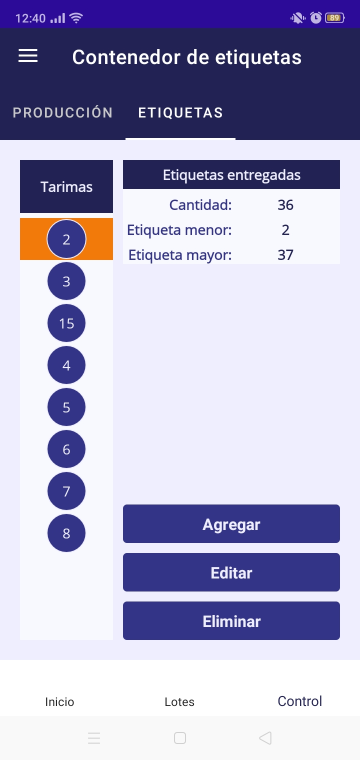 12:40
89
Contenedor de etiquetas
PRODUCCIÓN ETIQUETAS
Tarimas
2
3
15
4
5
6
7
8
Etiquetas entregadas
Cantidad: 36
Etiqueta menor: 2
Etiqueta mayor: 37
Agregar
Editar
Eliminar
Inicio Lotes Control